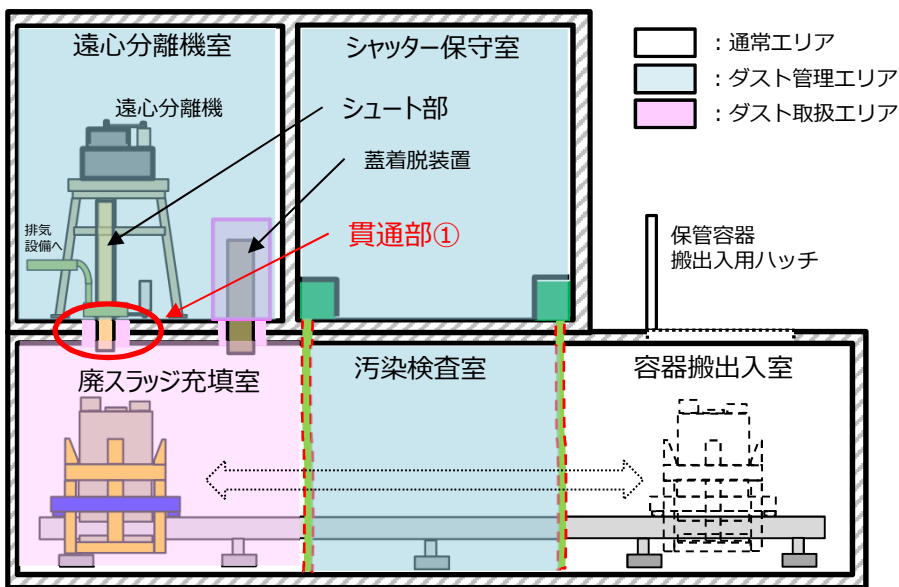 遠心分離機室
シャッター保守室
：通常エリア
：ダスト管理エリア
：ダスト取扱エリア
遠心分離機
シュート部
蓋着脱装置
排気
設備へ
貫通部①
保管容器
搬出入用ハッチ
廃スラッジ充填室
汚染検査室
容器搬出入室